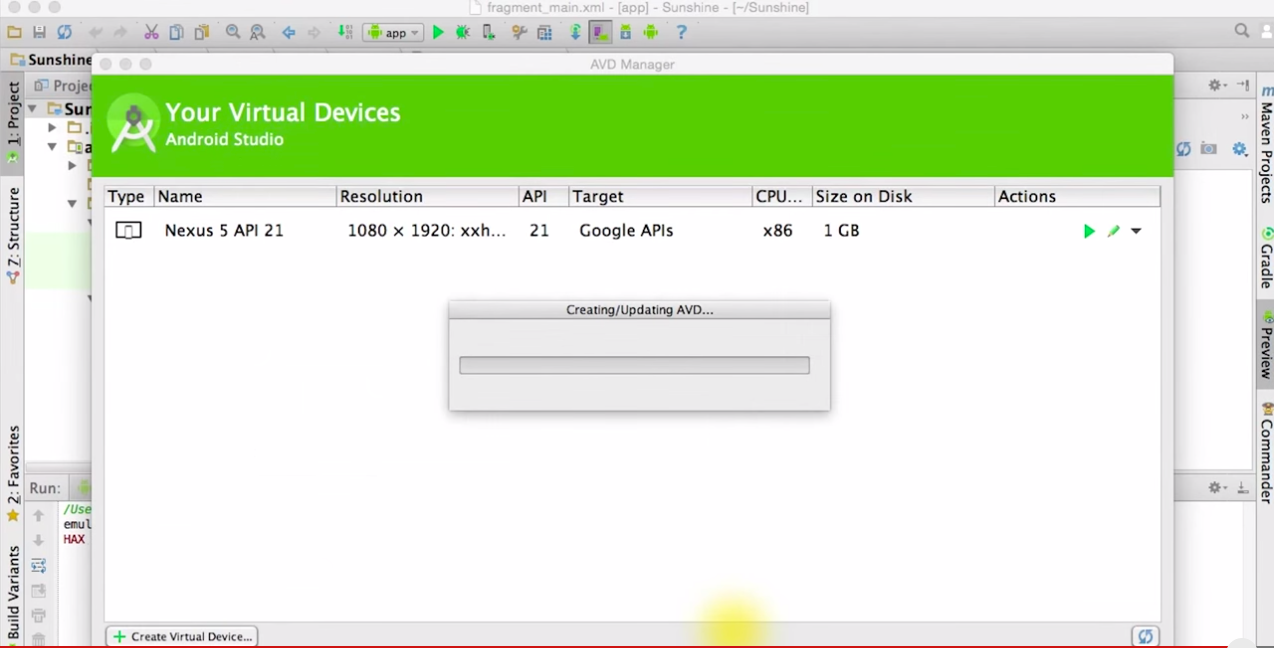 fragment_main.xml - [app] - Sunshine - [~/Sunshine]
app
?
Sunshine
AVD Manager
1: Project
Your Virtual Devices
Android Studio
Maven Projects
Type Name Resolution API Target CPU... Size on Disk Actions
Nexus 5 API 21 1080 × 1920: xxh... 21 Google APIs x86 1 GB
7: Structure
Gradle
Creating/Updating AVD...
Preview
Commander
2: Favorites
Run:
/Use
emul
HAX
Build Variants
Create Virtual Device...